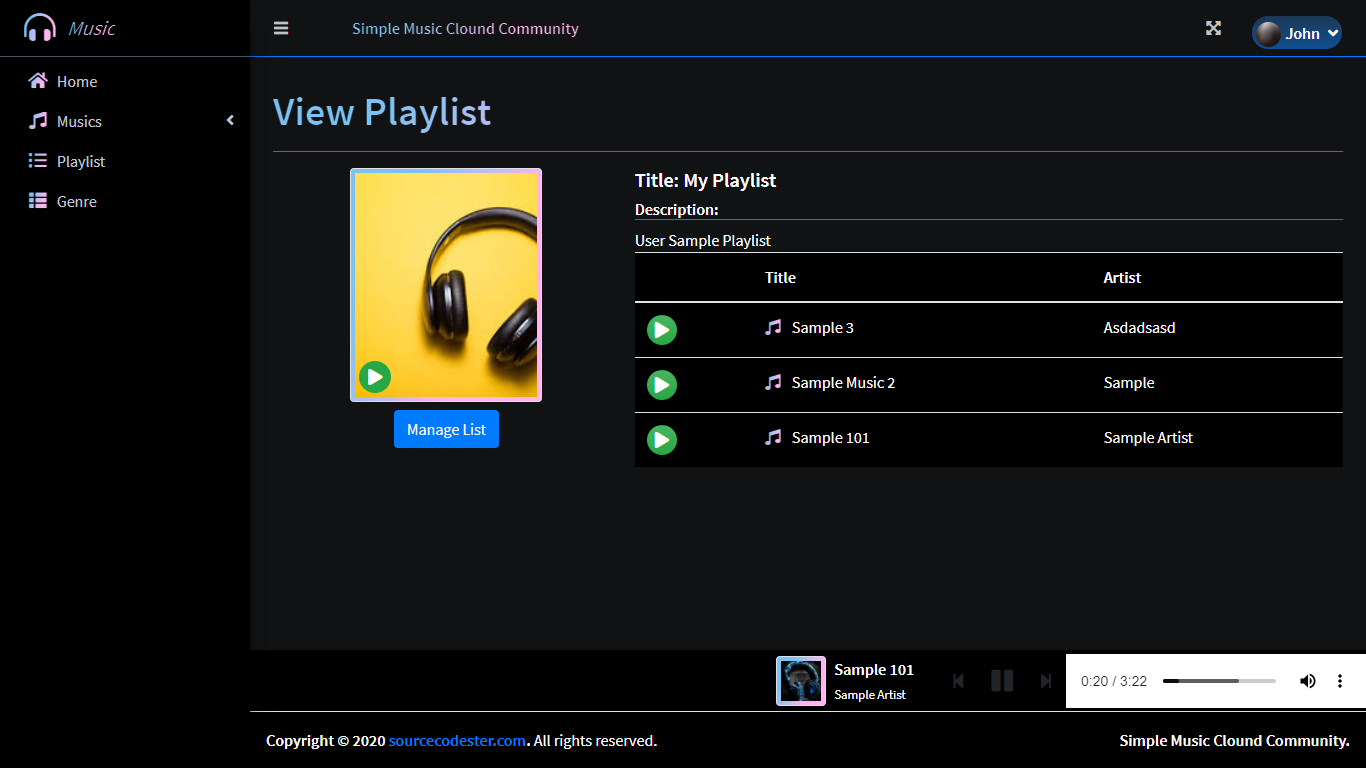 Music
Simple Music Clound Community
John
Home
Musics
Playlist
Genre
View Playlist
Title: My Playlist
Description:
User Sample Playlist
Manage List
Title Artist
Sample 3 Asdadsasd
Sample Music 2 Sample
Sample 101 Sample Artist
Sample 101
Sample Artist
0:20 / 3:22
Copyright © 2020 sourcecodester.com. All rights reserved.
Simple Music Clound Community.